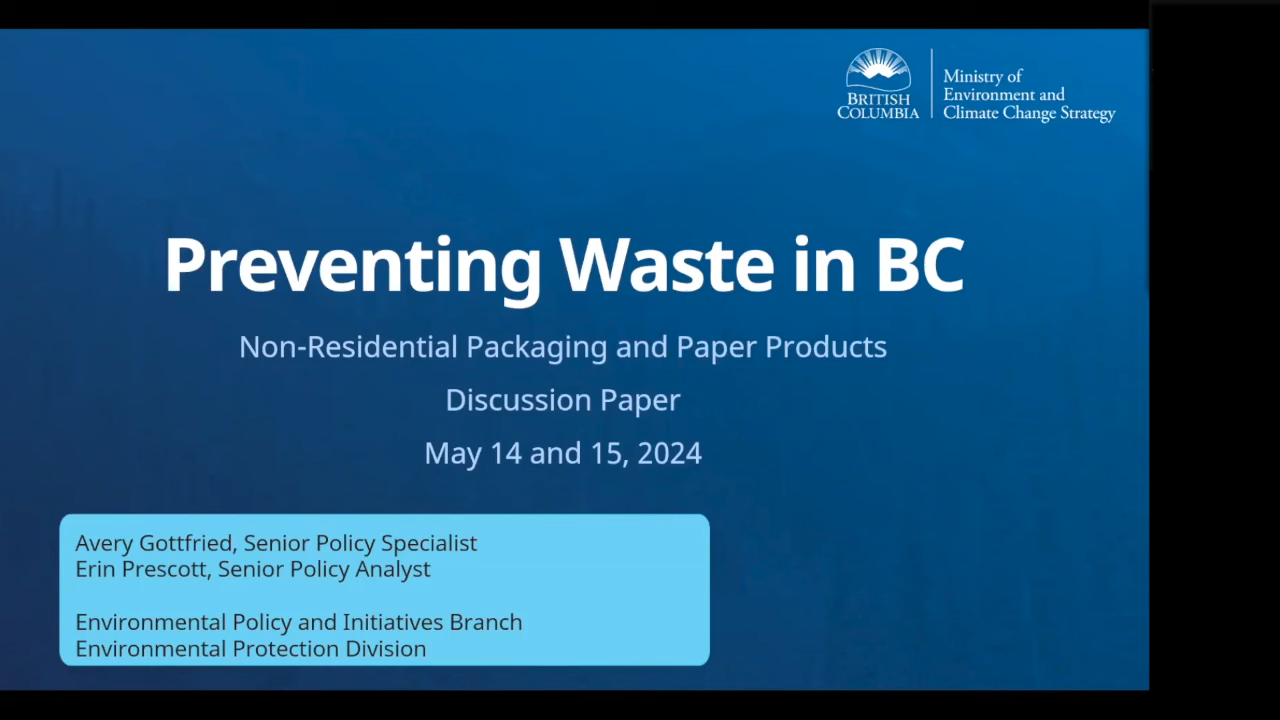 BRITISH
COLUMBIA
Ministry of
Environment and
Climate Change Strategy
Preventing Waste in BC
Non-Residential Packaging and Paper Products
Discussion Paper
May 14 and 15, 2024
Avery Gottfried, Senior Policy Specialist
Erin Prescott, Senior Policy Analyst
Environmental Policy and Initiatives Branch
Environmental Protection Division